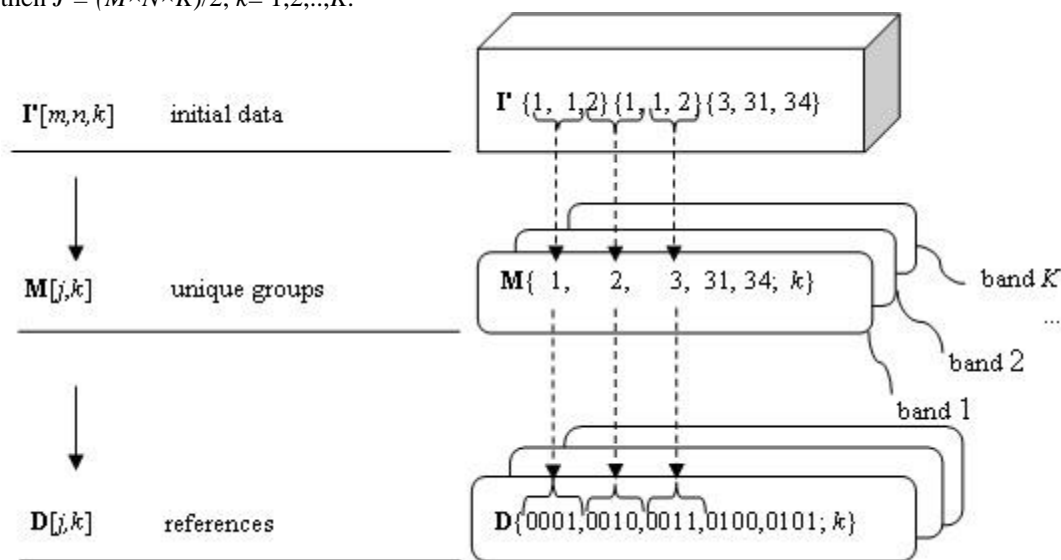 then J = (M×N×K)/2, k= 1,2,..,K.
I'[m,n,k] initial data
I' {1, 1,2}{1, 1, 2}{3, 31, 34}
M[j,k] unique groups
M{ 1, 2, 3, 31, 34; k}
band K
...
band 2
band 1
D[j,k] references
D{0001,0010,0011,0100,0101; k}